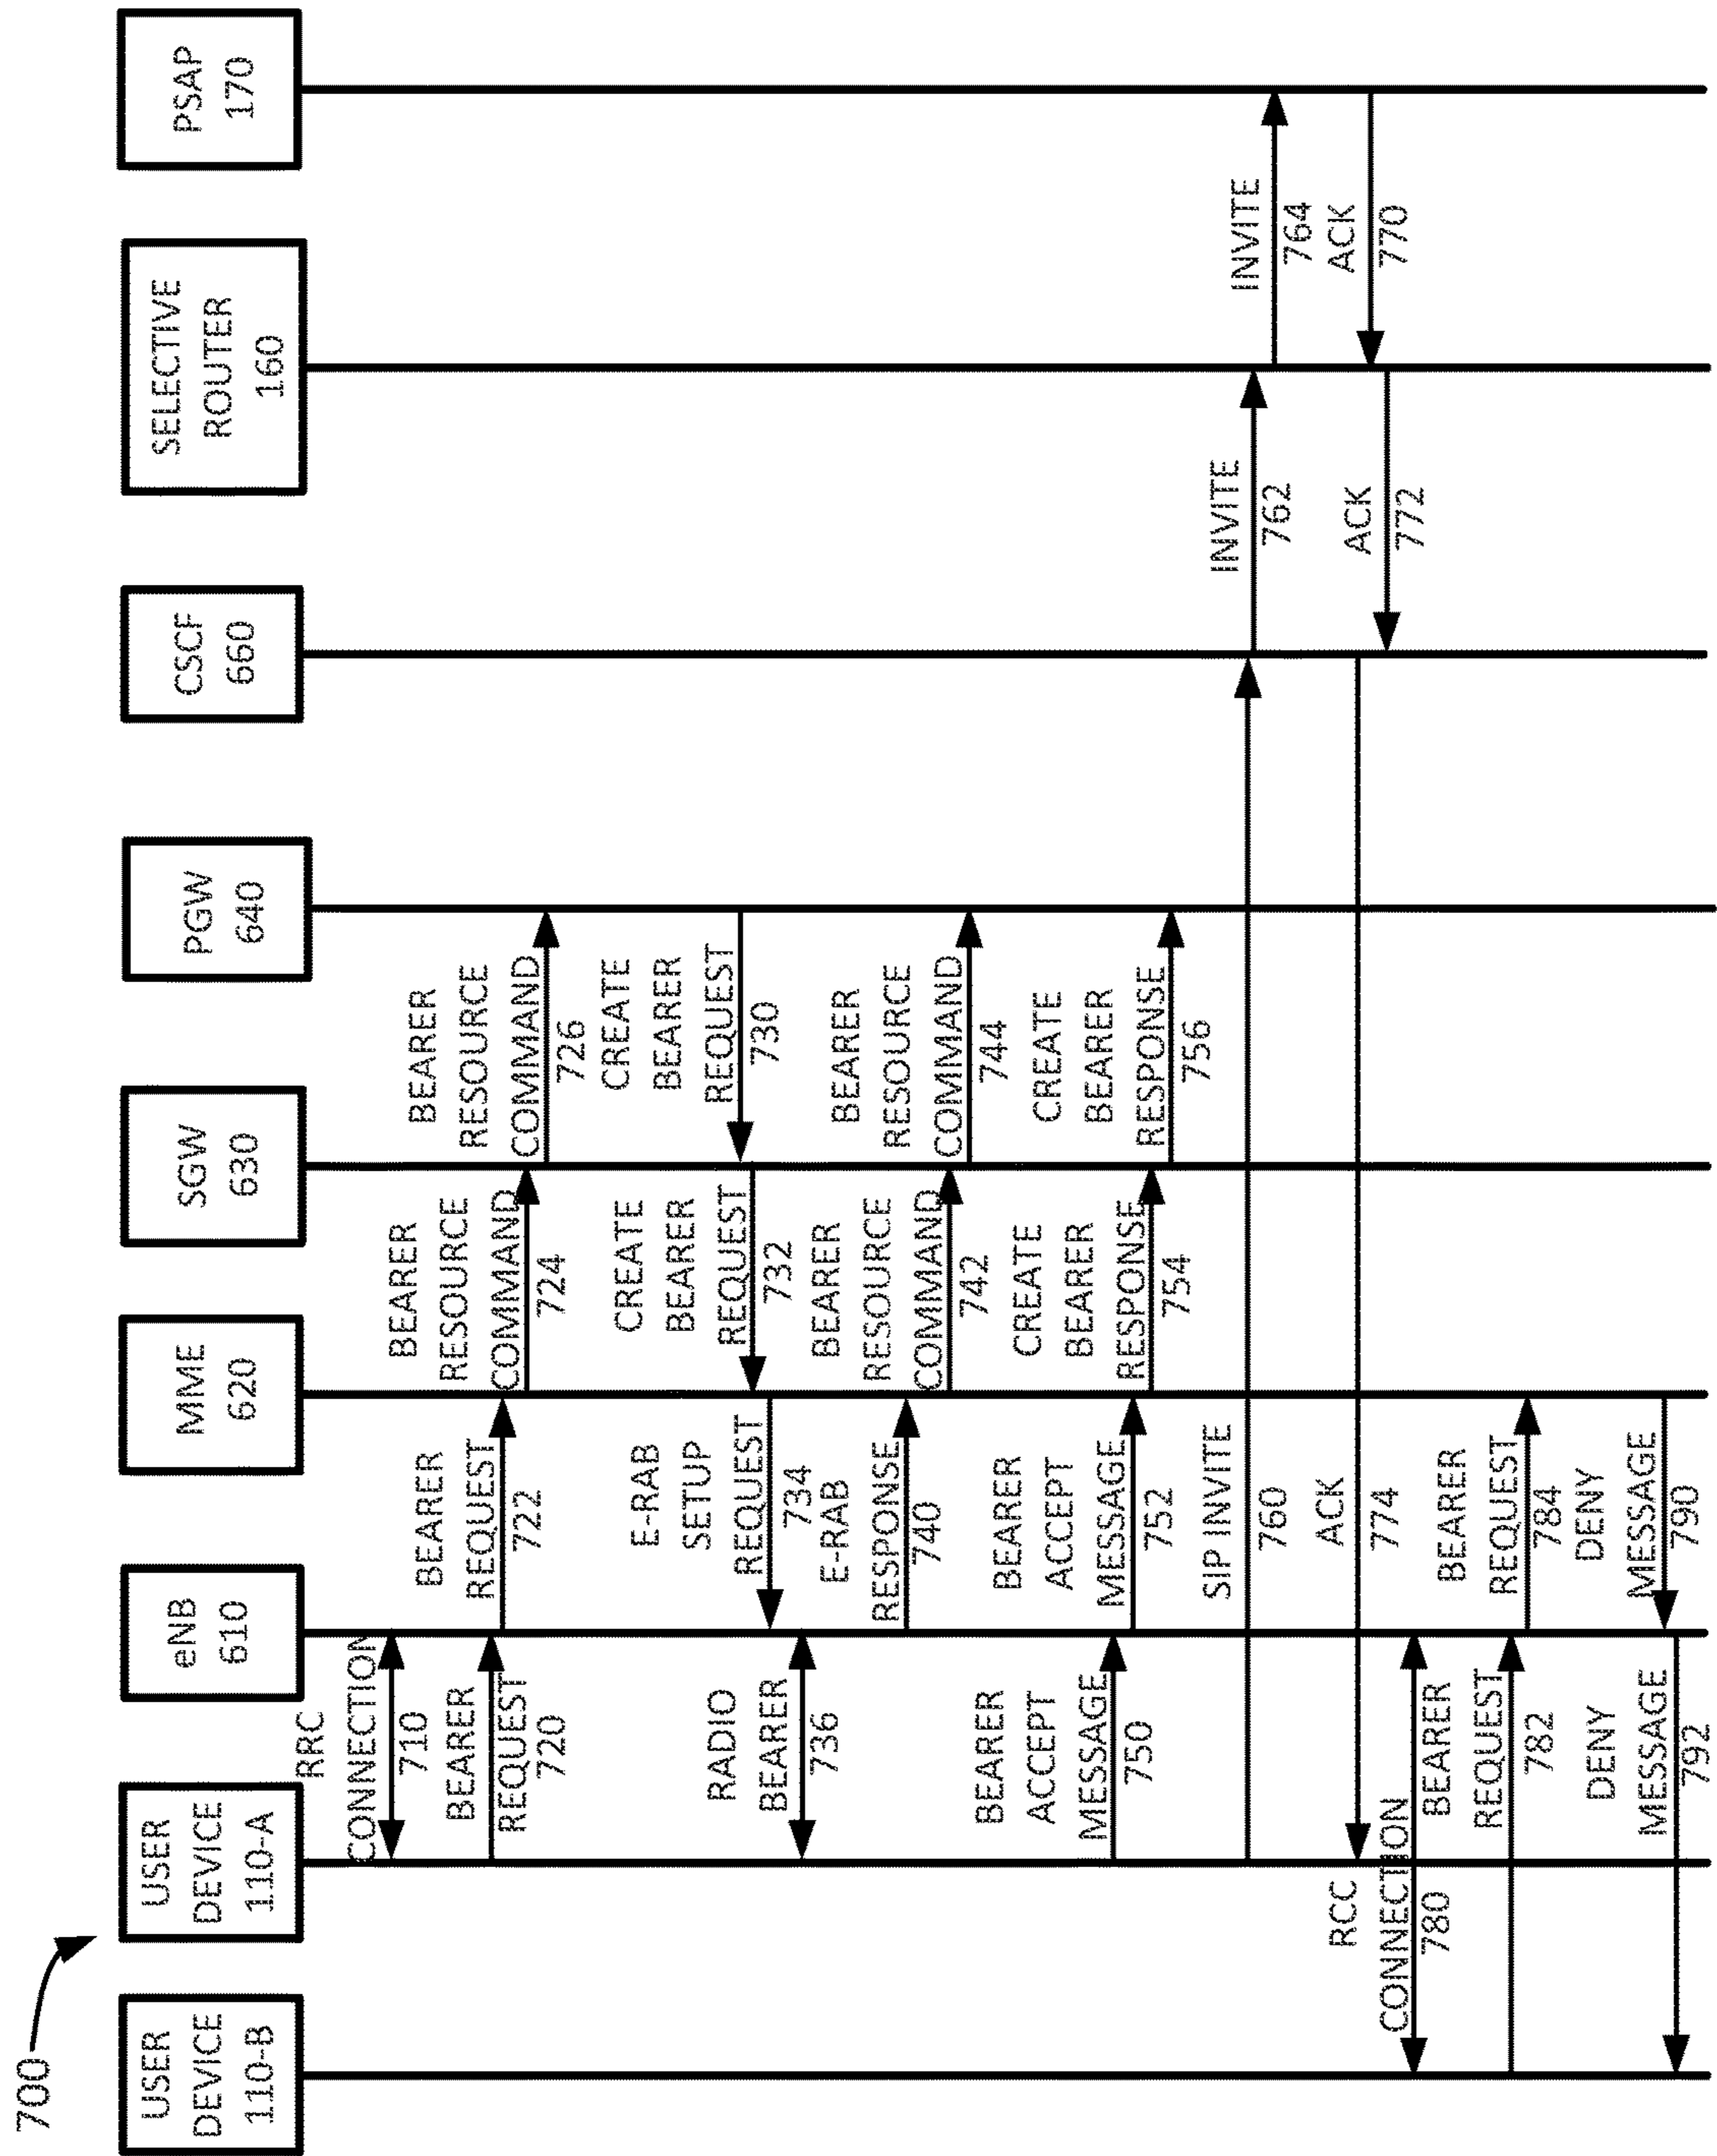 700
USER
DEVICE
110-B
USER
DEVICE
110-A
eNB
610
MME
620
SGW
630
PGW
640
CSCF
660
SELECTIVE
ROUTER
160
PSAP
170
RRC
CONNECTION
710
BEARER
REQUEST
720
BEARER
REQUEST
722
BEARER
RESOURCE
COMMAND
724
BEARER
RESOURCE
COMMAND
726
CREATE
BEARER
REQUEST
730
CREATE
BEARER
REQUEST
732
E-RAB
SETUP
REQUEST
734
RADIO
BEARER
736
E-RAB
RESPONSE
740
BEARER
RESOURCE
COMMAND
742
BEARER
RESOURCE
COMMAND
744
BEARER
ACCEPT
MESSAGE
750
BEARER
ACCEPT
MESSAGE
752
CREATE
BEARER
RESPONSE
754
CREATE
BEARER
RESPONSE
756
SIP INVITE
760
INVITE
762
INVITE
764
ACK
770
ACK
772
ACK
774
RCC
CONNECTION
780
BEARER
REQUEST
782
BEARER
REQUEST
784
DENY
MESSAGE
790
DENY
MESSAGE
792